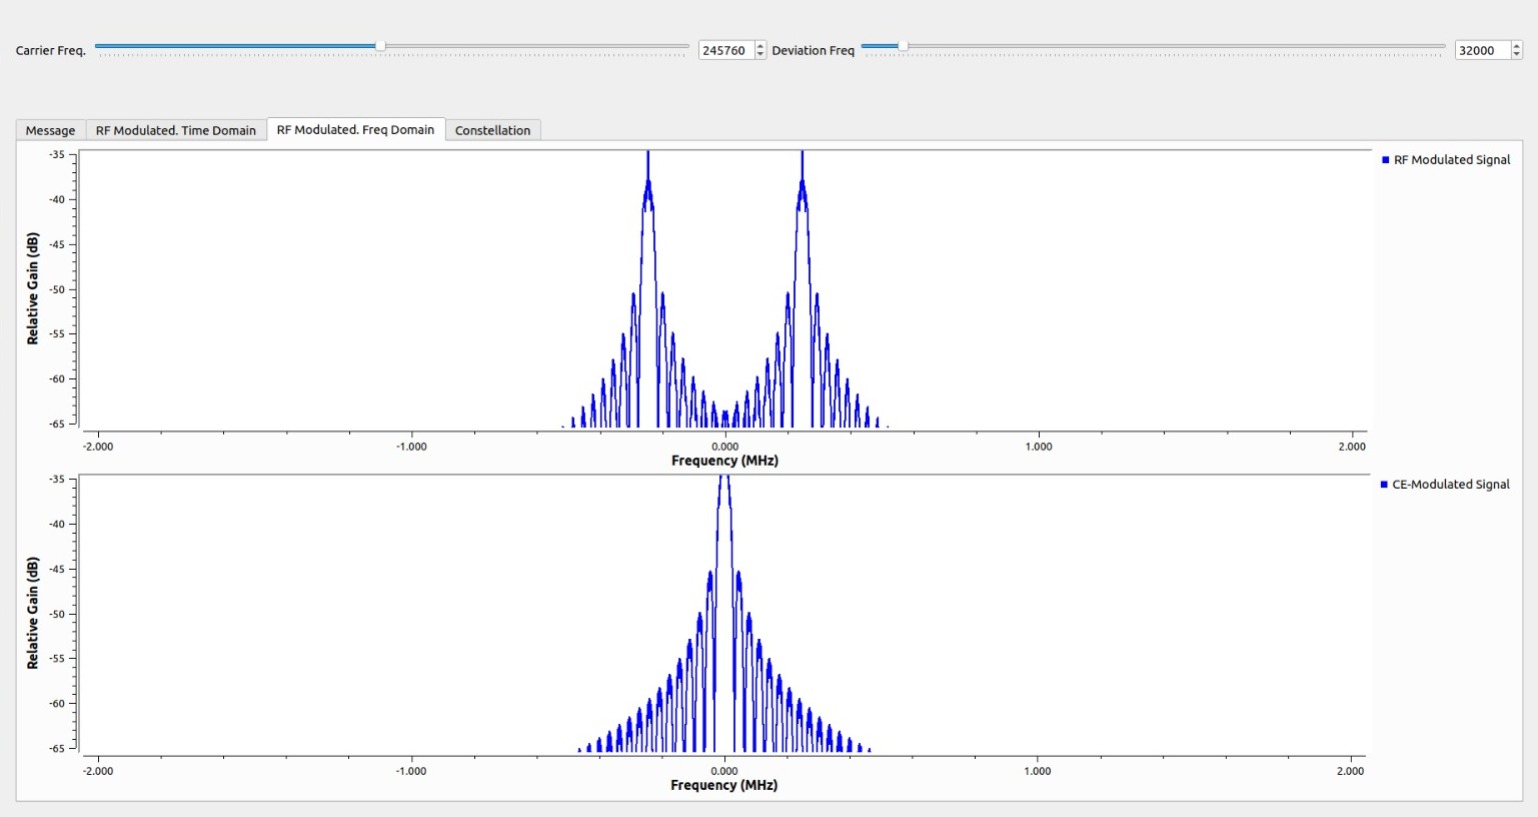 Carrier Freq. 245760 Deviation Freq 32000
Message RF Modulated. Time Domain RF Modulated. Freq Domain Constellation
RF Modulated Signal
Relative Gain (dB)
-35
-40
-45
-50
-55
-60
-65
-2.000 -1.000 0.000 1.000 2.000
Frequency (MHz)
CE-Modulated Signal
Relative Gain (dB)
-35
-40
-45
-50
-55
-60
-65
-2.000 -1.000 0.000 1.000 2.000
Frequency (MHz)